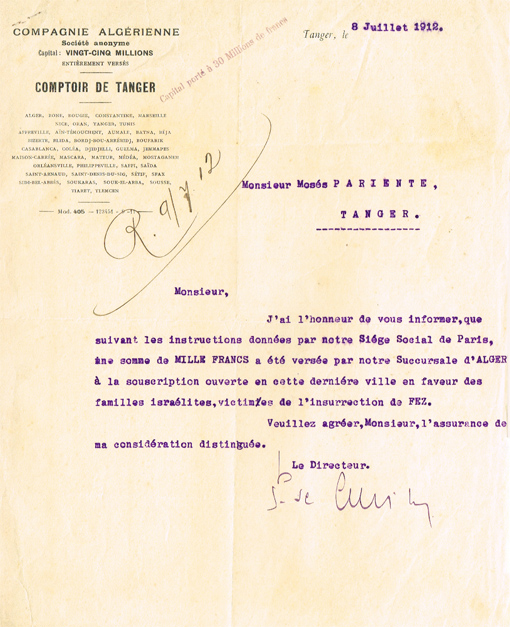 COMPAGNIE ALGÉRIENNE
Société anonyme
Capital: VINGT-CINQ MILLIONS
ENTIÈREMENT VERSÉS
COMPTOIR DE TANGER
ALGER, BONE, BOUGIE, CONSTANTINE, MARSEILLE
NICE, ORAN, TANGER, TUNIS
AFFREVILLE, AÏN-TÉMOUCHENT, AUMALE, BATNA, BÉJA
BIZERTE, BLIDA, BORDJ-BOU-ARRÉRIDJ, BOUFARIK
CASABLANCA, COLÉA, DJIDJELLI, GUELMA, JEMMAPES
MAISON-CARRÉE, MASCARA, MATEUR, MÉDÉA, MOSTAGANEM
ORLÉANSVILLE, PHILIPPEVILLE, SAFFI, SAÏDA
SAINT-ARNAUD, SAINT-DENIS-DU-SIG, SÉTIF, SFAX
SIDI-BEL-ABBÈS, SOUKARAS, SOUK-EL-ARBA, SOUSSE,
TIARET, TLEMCEN
Mod. 405
Capital porté à 50 Millions de francs
Tanger, le 8 Juillet 1912.
R. 9/7 12
Monsieur Mosés PARIENTE,
TANGER.
Monsieur,
J'ai l'honneur de vous informer,que
suivant les instructions données par notre Siége Social de Paris,
une somme de MILLE FRANCS a été versée par notre Succursale d'ALGER
à la souscription ouverte en cette derniére ville en faveur des
familles israélites,victimes de l'insurrection de FEZ.
Veuillez agréer,Monsieur,l'assurance de
ma considération distinguée.
Le Directeur.